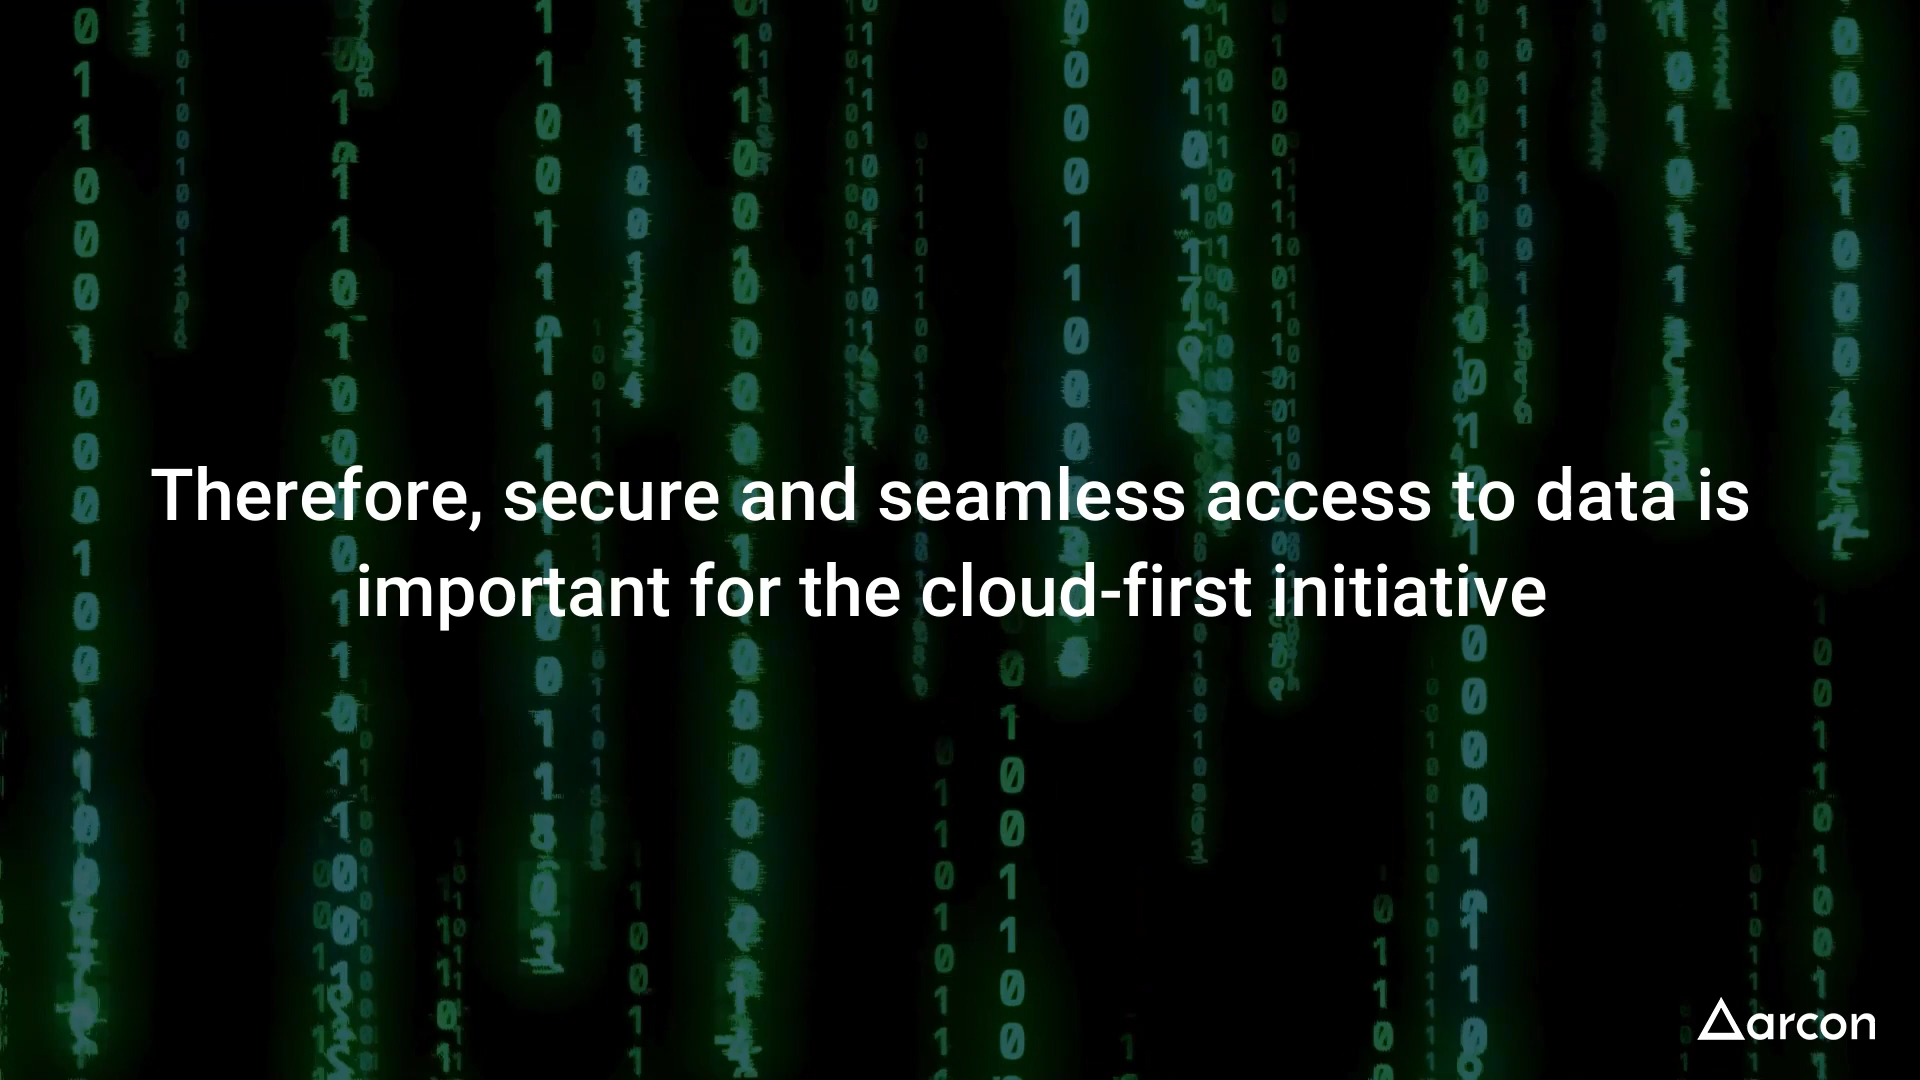 Therefore, secure and seamless access to data is
important for the cloud-first initiative
arcon